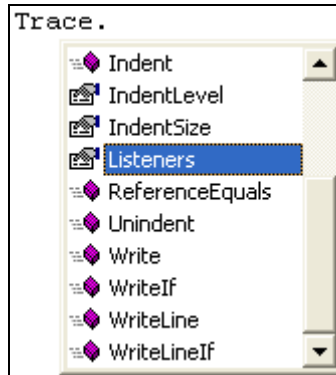 Trace.
Indent
IndentLevel
IndentSize
Listeners
ReferenceEquals
Unindent
Write
WriteIf
WriteLine
WriteLineIf